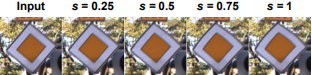 Input s = 0.25 s = 0.5 s = 0.75 s = 1